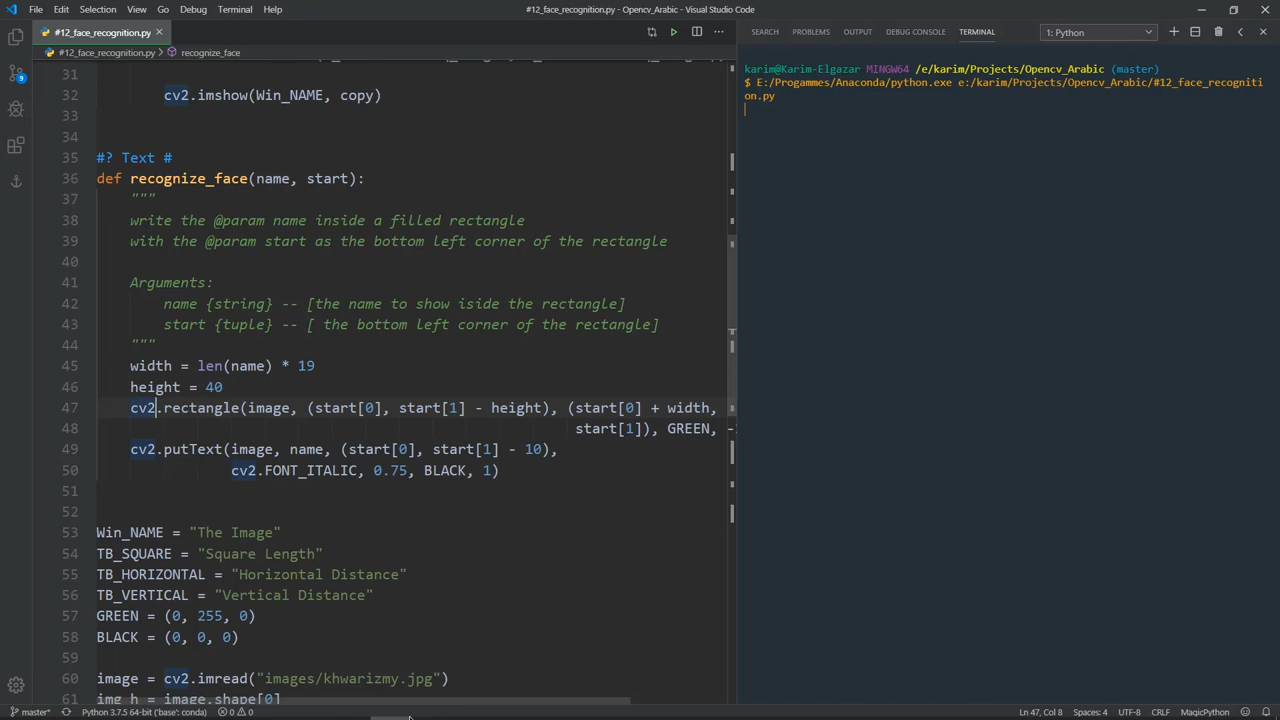 File Edit Selection View Go Debug Terminal Help
#12_face_recognition.py - Opencv_Arabic - Visual Studio Code
#12_face_recognition.py
#12_face_recognition.py recognize_face
31
32 cv2.imshow(Win_NAME, copy)
33
34
35 #? Text #
36 def recognize_face(name, start):
37 """
38 write the @param name inside a filled rectangle
39 with the @param start as the bottom left corner of the rectangle
40
41 Arguments:
42 name {string} -- [the name to show iside the rectangle]
43 start {tuple} -- [ the bottom left corner of the rectangle]
44 """
45 width = len(name) * 19
46 height = 40
47 cv2.rectangle(image, (start[0], start[1] - height), (start[0] + width,
48 start[1]), GREEN, -
49 cv2.putText(image, name, (start[0], start[1] - 10),
50 cv2.FONT_ITALIC, 0.75, BLACK, 1)
51
52
53 Win_NAME = "The Image"
54 TB_SQUARE = "Square Length"
55 TB_HORIZONTAL = "Horizontal Distance"
56 TB_VERTICAL = "Vertical Distance"
57 GREEN = (0, 255, 0)
58 BLACK = (0, 0, 0)
59
60 image = cv2.imread("images/khwarizmy.jpg")
61 img_h = image.shape[0]
SEARCH PROBLEMS OUTPUT DEBUG CONSOLE TERMINAL 1: Python
karim@Karim-Elgazar MINGW64 /e/karim/Projects/Opencv_Arabic (master)
$ E:/Progammes/Anaconda/python.exe e:/karim/Projects/Opencv_Arabic/#12_face_recogniti
on.py
9
master* Python 3.7.5 64-bit ('base': conda) 0 0 Ln 47, Col 8 Spaces: 4 UTF-8 CRLF MagicPython